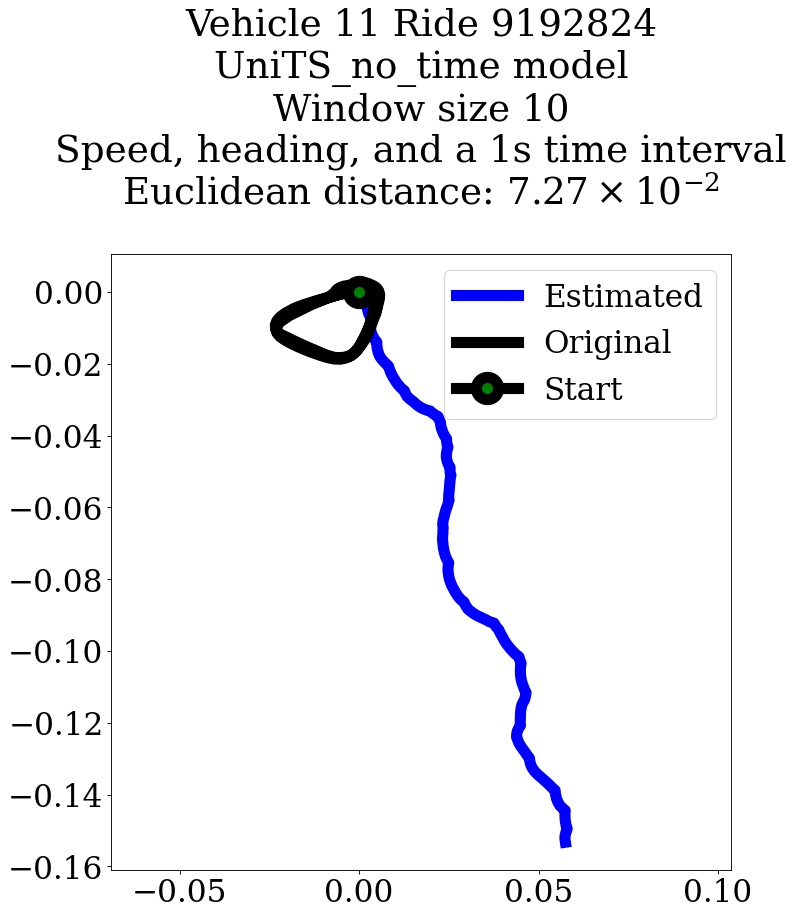 Vehicle 11 Ride 9192824
UniTS_no_time model
Window size 10
Speed, heading, and a 1s time interval
Euclidean distance: 7.27 × 10⁻²
Estimated
Original
Start
0.00
−0.02
−0.04
−0.06
−0.08
−0.10
−0.12
−0.14
−0.16
−0.05
0.00
0.05
0.10